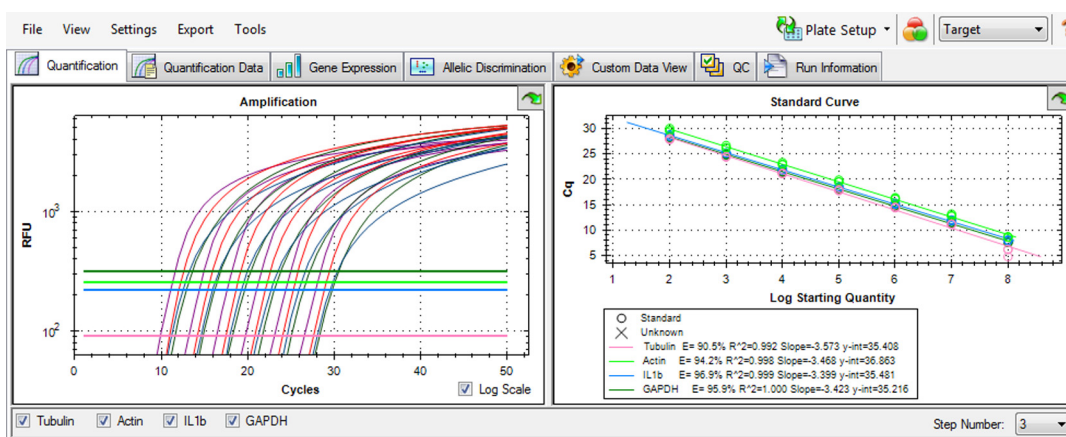 File View Settings Export Tools Plate Setup Target
Quantification Quantification Data Gene Expression Allelic Discrimination Custom Data View QC Run Information
Amplification
10³
10²
RFU
0 10 20 30 40 50
Cycles
Log Scale
Standard Curve
30
25
20
15
10
5
Cq
1 2 3 4 5 6 7 8
Log Starting Quantity
Standard
Unknown
Tubulin E= 90.5% R^2=0.992 Slope=-3.573 y-int=35.408
Actin E= 94.2% R^2=0.998 Slope=-3.468 y-int=36.863
IL1b E= 96.9% R^2=0.999 Slope=-3.399 y-int=35.481
GAPDH E= 95.9% R^2=1.000 Slope=-3.423 y-int=35.216
Tubulin Actin IL1b GAPDH Step Number: 3